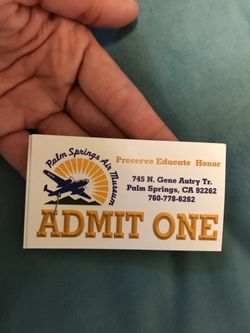 Palm Springs Air Museum
Preserve Educate Honor
745 N. Gene Autry Tr.
Palm Springs, CA 92262
760-778-6262
ADMIT ONE